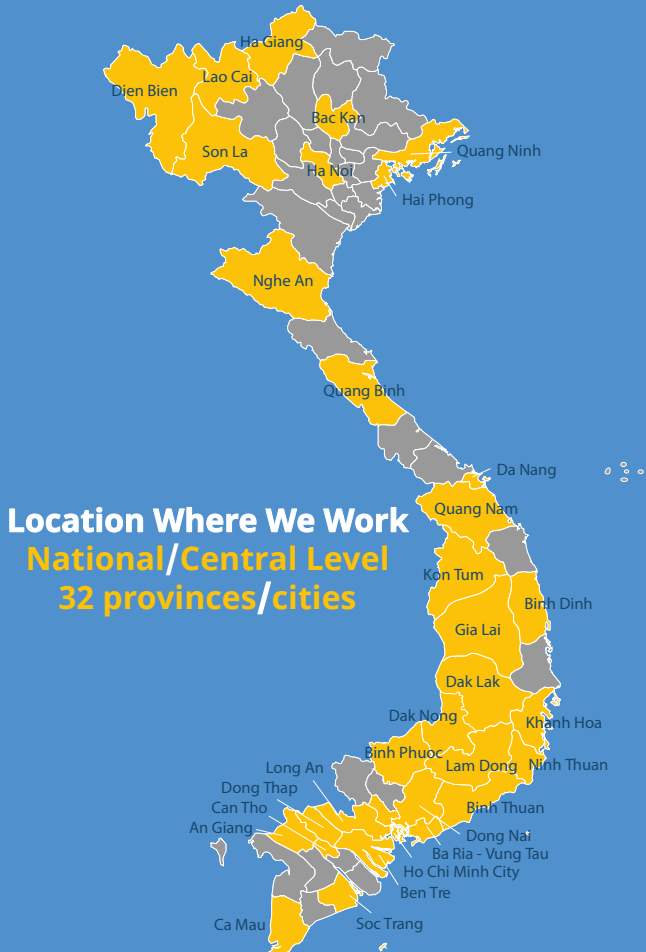 Ha Giang
Lao Cai
Dien Bien
Bac Kan
Son La
Quang Ninh
Ha Noi
Hai Phong
Nghe An
Quang Binh
Da Nang
Quang Nam
Location Where We Work
National/Central Level
32 provinces/cities
Kon Tum
Binh Dinh
Gia Lai
Dak Lak
Dak Nong
Khanh Hoa
Binh Phuoc
Lam Dong
Ninh Thuan
Long An
Dong Thap
Can Tho
An Giang
Binh Thuan
Dong Nai
Ba Ria - Vung Tau
Ho Chi Minh City
Ben Tre
Soc Trang
Ca Mau